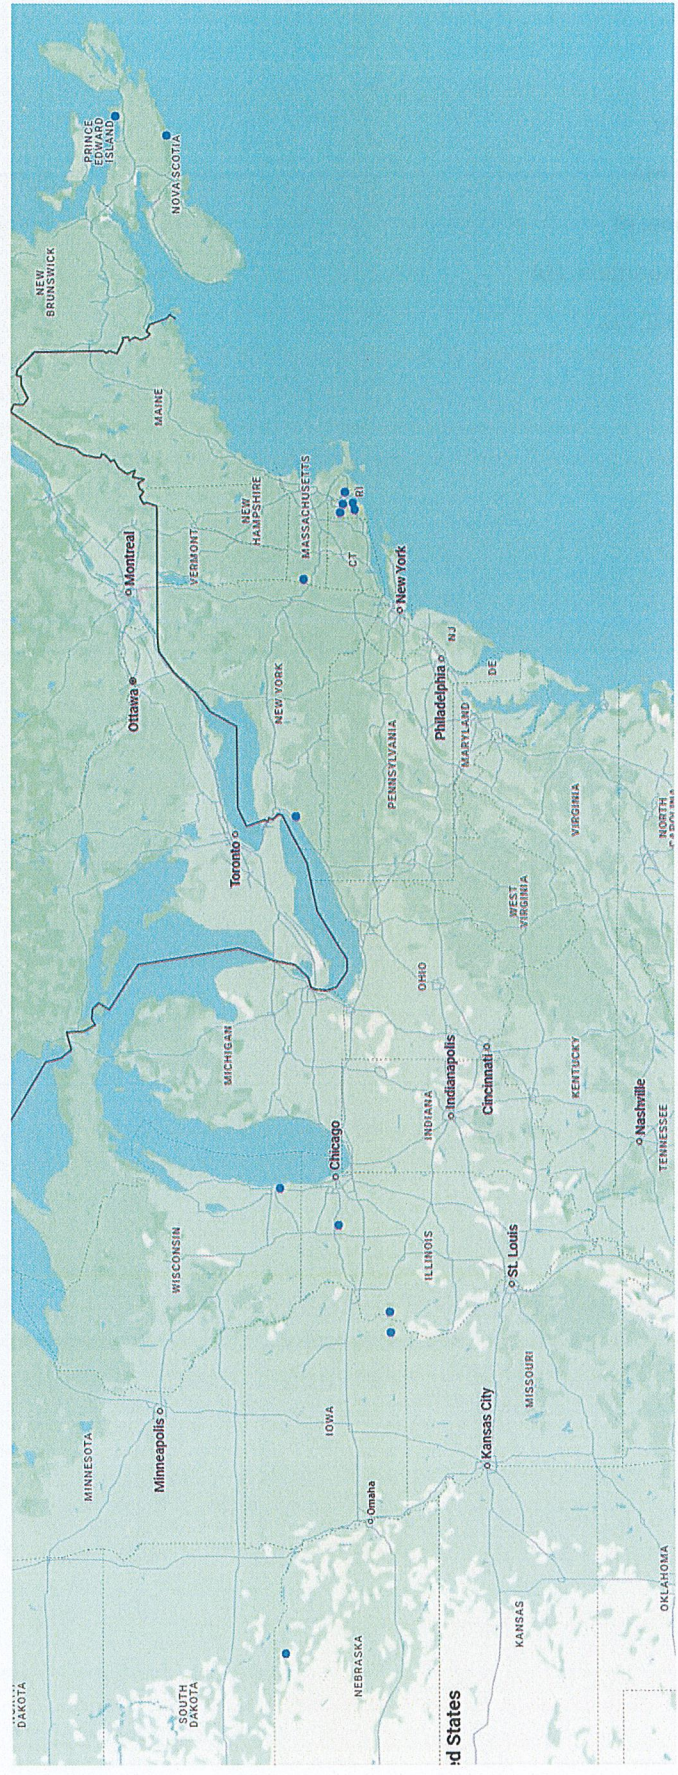 DAKOTA
SOUTH
DAKOTA
MINNESOTA
Minneapolis
WISCONSIN
MICHIGAN
Ottawa
Montreal
MAINE
NEW
BRUNSWICK
PRINCE
EDWARD
ISLAND
NOVA SCOTIA
VERMONT
NEW
HAMPSHIRE
Toronto
NEW YORK
MASSACHUSETTS
CT
RI
NEBRASKA
Omaha
IOWA
Chicago
PENNSYLVANIA
New York
ed States
KANSAS
Kansas City
MISSOURI
ILLINOIS
St. Louis
INDIANA
Indianapolis
Cincinnati
OHIO
MARYLAND
Philadelphia
NJ
DE
WEST
VIRGINIA
VIRGINIA
KENTUCKY
OKLAHOMA
TENNESSEE
Nashville
NORTH